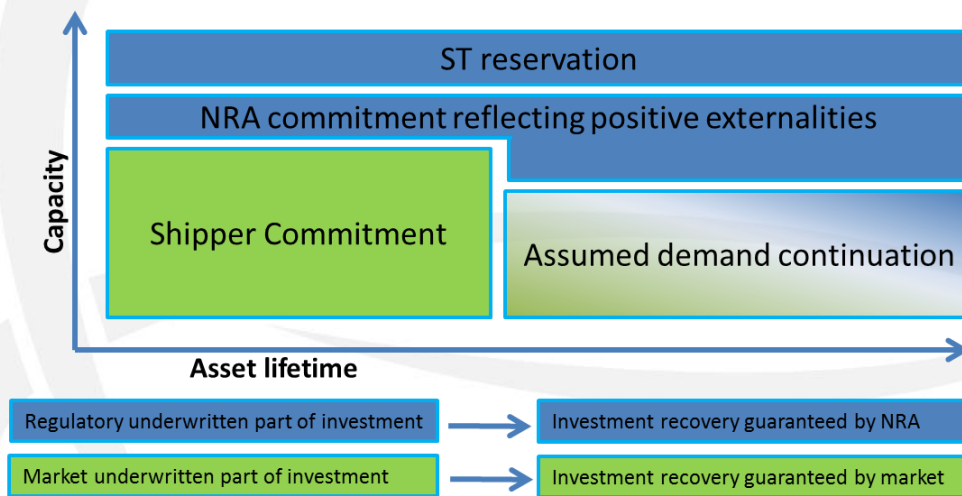 ST reservation
NRA commitment reflecting positive externalities
Capacity
Shipper Commitment
Assumed demand continuation
Asset lifetime
Regulatory underwritten part of investment
Investment recovery guaranteed by NRA
Market underwritten part of investment
Investment recovery guaranteed by market